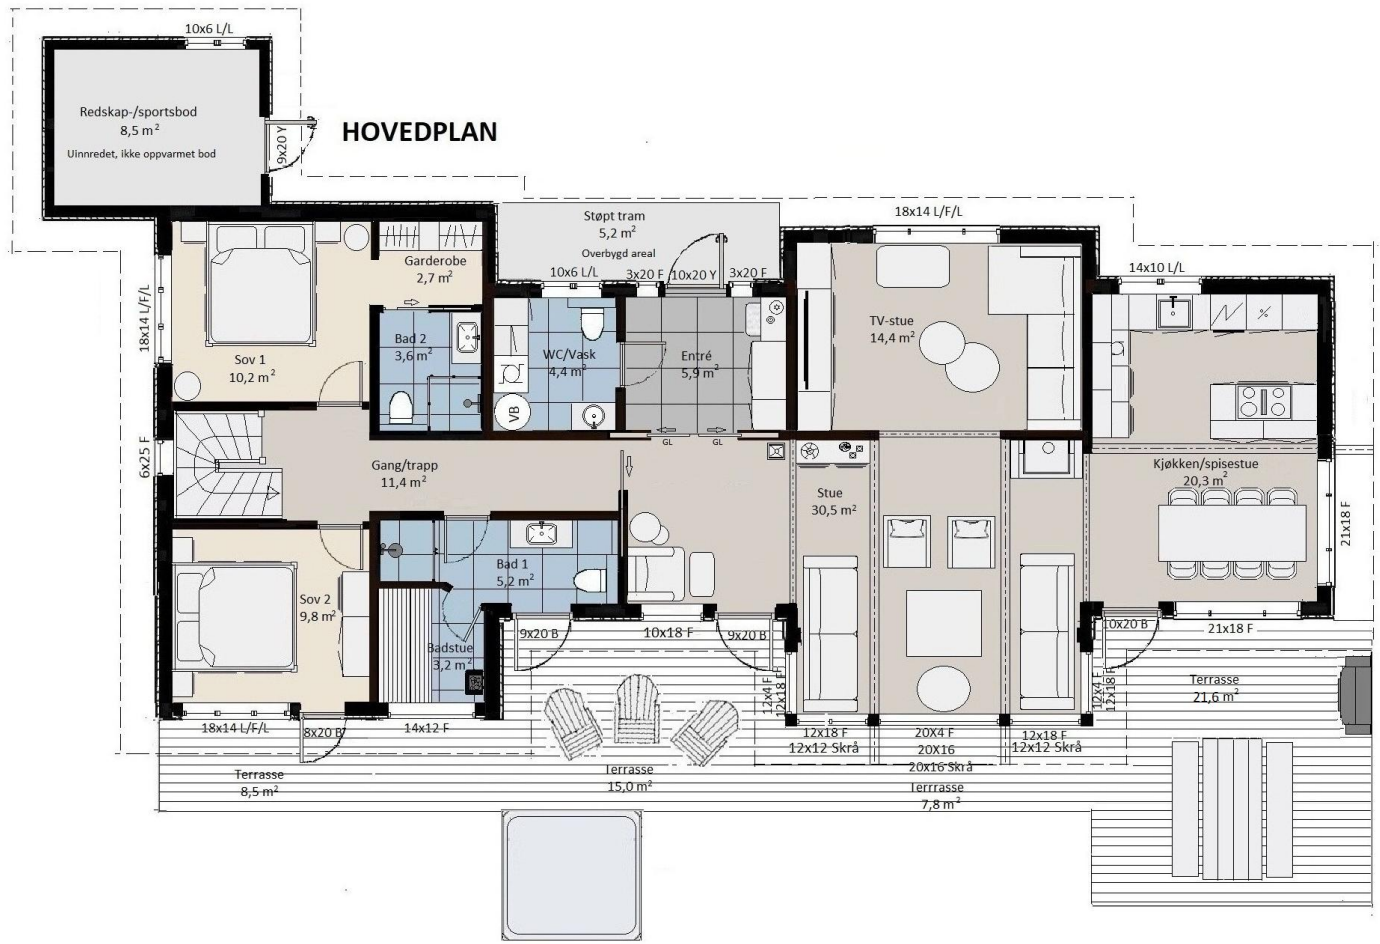 10x6 L/L
Redskap-/sportsbod
8,5 m²
Uinnredet, ikke oppvarmet bod
9x20 Y
HOVEDPLAN
Støpt tram
5,2 m²
Overbygd areal
10x6 L/L
3x20 F
10x20 Y
3x20 F
18x14 L/F/L
14x10 L/L
18x14 L/F/L
Garderobe
2,7 m²
Sov 1
10,2 m²
Bad 2
3,6 m²
WC/Vask
4,4 m²
VB
Entré
5,9 m²
TV-stue
14,4 m²
GL
GL
6x25 F
Gang/trapp
11,4 m²
Stue
30,5 m²
Kjøkken/spisestue
20,3 m²
21x18 F
Bad 1
5,2 m²
Sov 2
9,8 m²
Badstue
3,2 m²
9x20 B
10x18 F
9x20 B
10x20 B
21x18 F
12x4 F
12x18 F
12x4 F
12x18 F
Terrasse
21,6 m²
18x14 L/F/L
8x20 B
14x12 F
12x18 F
12x12 Skrå
20X4 F
20X16
20x16 Skrå
12x18 F
12x12 Skrå
Terrasse
8,5 m²
Terrasse
15,0 m²
Terrrasse
7,8 m²